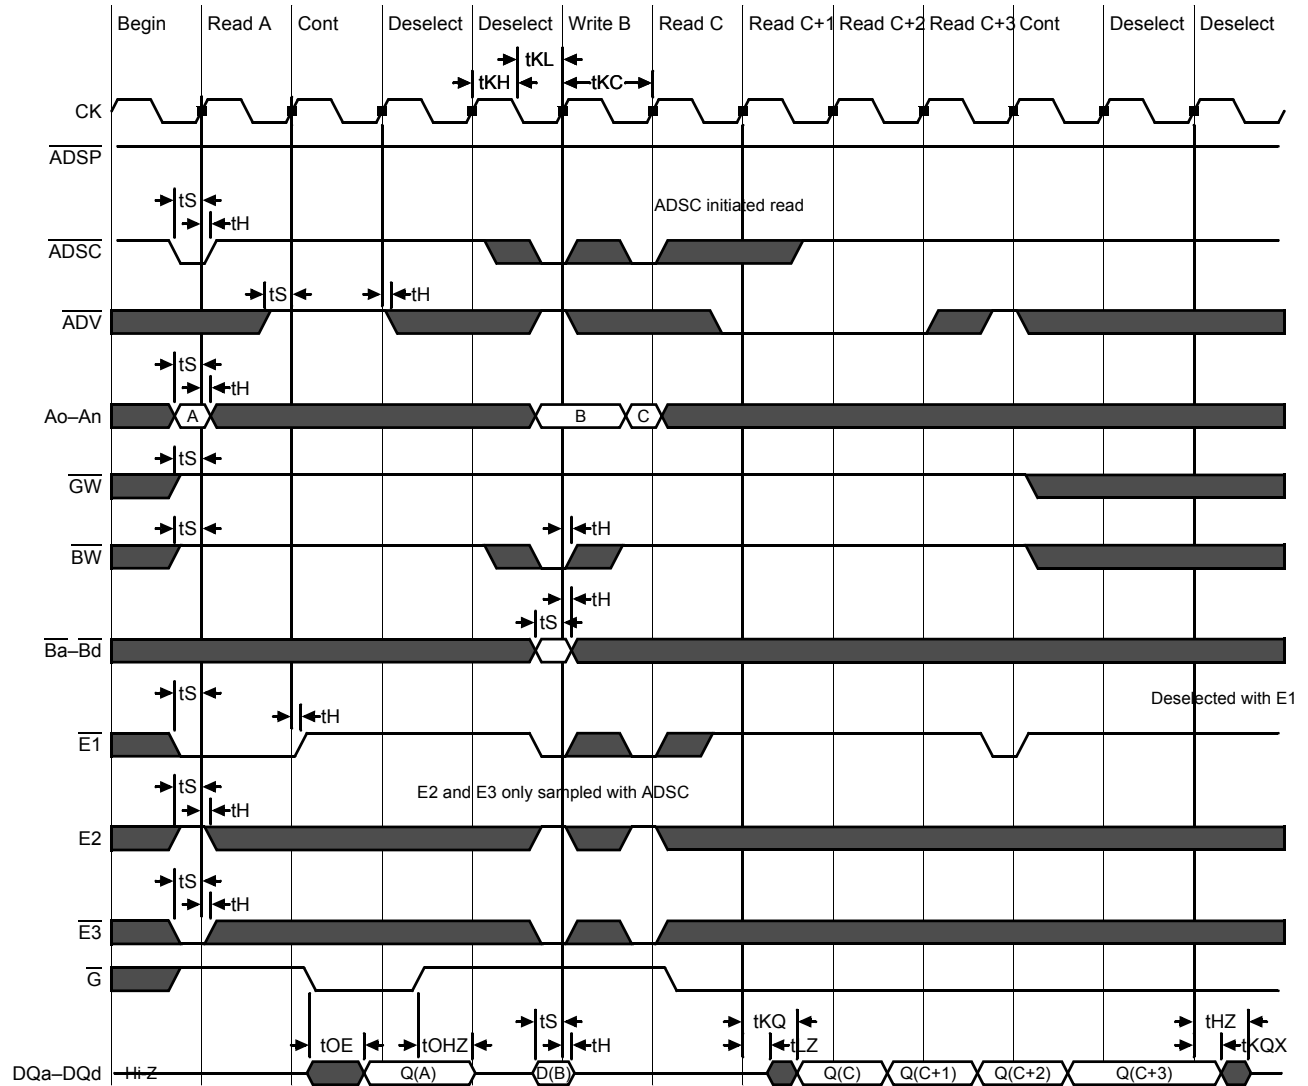 Begin Read A Cont Deselect Deselect Write B Read C Read C+1 Read C+2 Read C+3 Cont Deselect Deselect
tKL
tKH tKC
CK
ADSP
tS
ADSC initiated read
tH
ADSC
tS tH
ADV
tS
tH
Ao–An A B C
tS
GW
tS tH
BW
tH
tS
Ba–Bd
tS
Deselected with E1
tH
E1
tS
E2 and E3 only sampled with ADSC
tH
E2
tS
tH
E3
G
tS tKQ tHZ
tOE tOHZ tH tLZ tKQX
DQa–DQd Hi-Z Q(A) D(B) Q(C) Q(C+1) Q(C+2) Q(C+3)